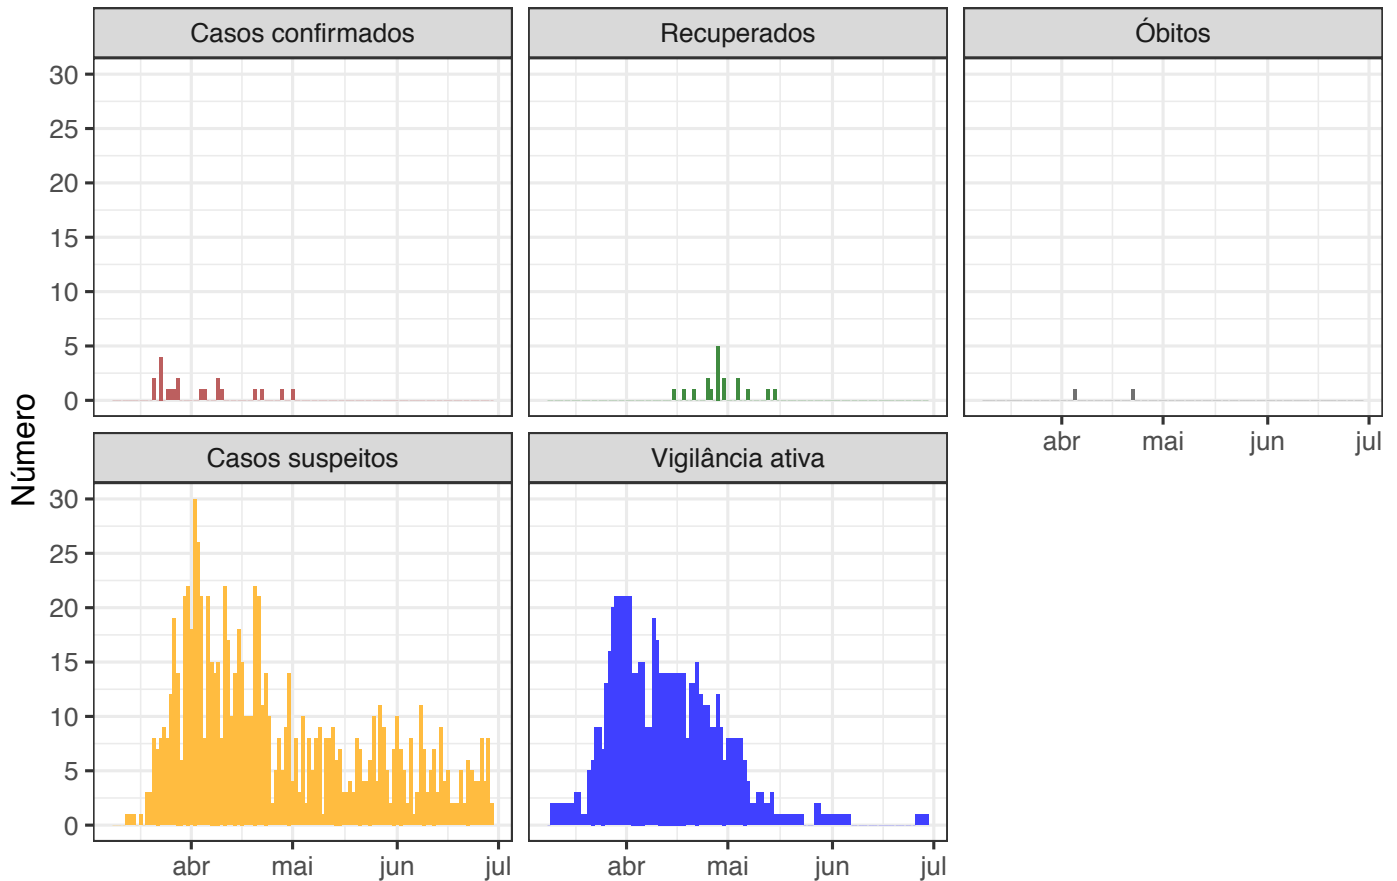 Casos confirmados
Recuperados
Óbitos
30
25
20
15
10
5
0
abr mai jun jul
Número
Casos suspeitos
Vigilância ativa
30
25
20
15
10
5
0
abr mai jun jul
abr mai jun jul